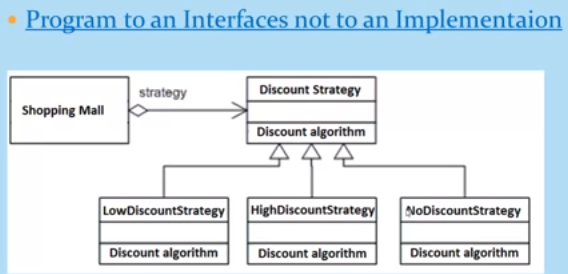 Program to an Interfaces not to an Implementaion
strategy
Shopping Mall
Discount Strategy
Discount algorithm
LowDiscountStrategy
Discount algorithm
HighDiscountStrategy
Discount algorithm
NoDiscountStrategy
Discount algorithm